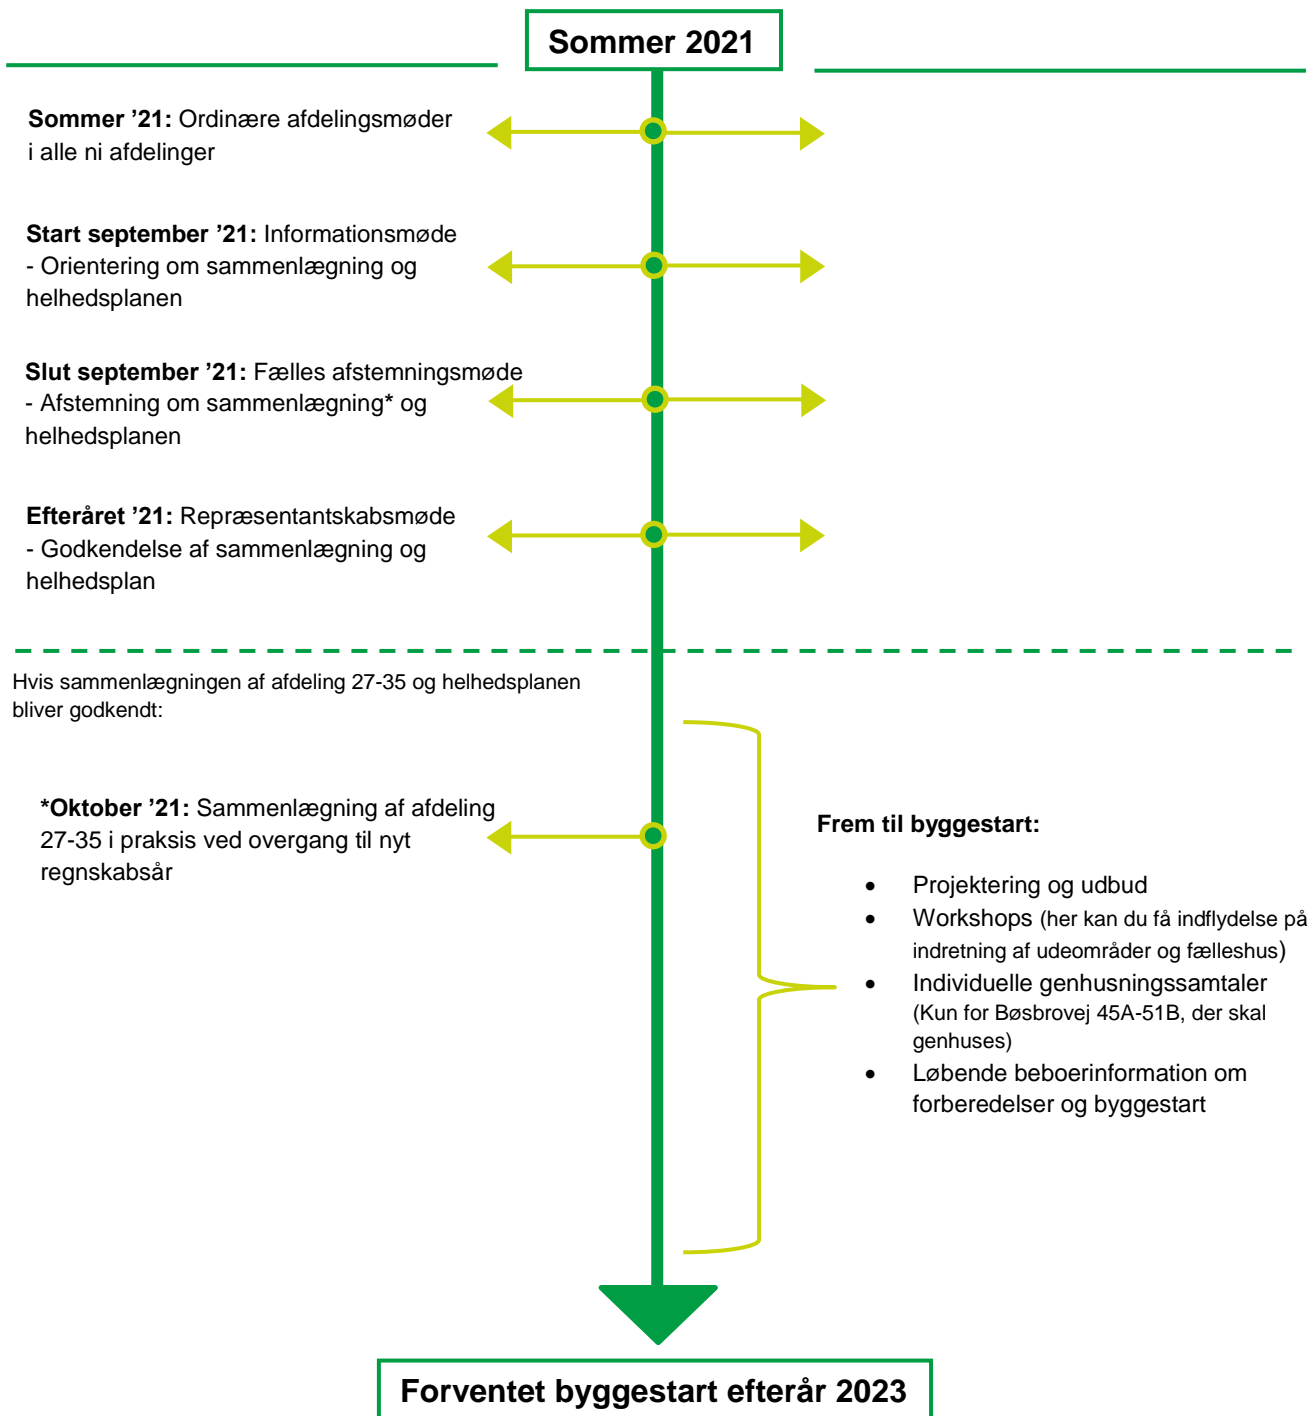 Sommer 2021
Sommer ’21: Ordinære afdelingsmøder
i alle ni afdelinger
Start september ’21: Informationsmøde
- Orientering om sammenlægning og
helhedsplanen
Slut september ’21: Fælles afstemningsmøde
- Afstemning om sammenlægning* og
helhedsplanen
Efteråret ’21: Repræsentantskabsmøde
- Godkendelse af sammenlægning og
helhedsplan
Hvis sammenlægningen af afdeling 27-35 og helhedsplanen
bliver godkendt:
*Oktober ’21: Sammenlægning af afdeling
27-35 i praksis ved overgang til nyt
regnskabsår
Frem til byggestart:
• Projektering og udbud
• Workshops (her kan du få indflydelse på
indretning af udeområder og fælleshus)
• Individuelle genhusningssamtaler
(Kun for Bøsbrovej 45A-51B, der skal
genhuses)
• Løbende beboerinformation om
forberedelser og byggestart
Forventet byggestart efterår 2023